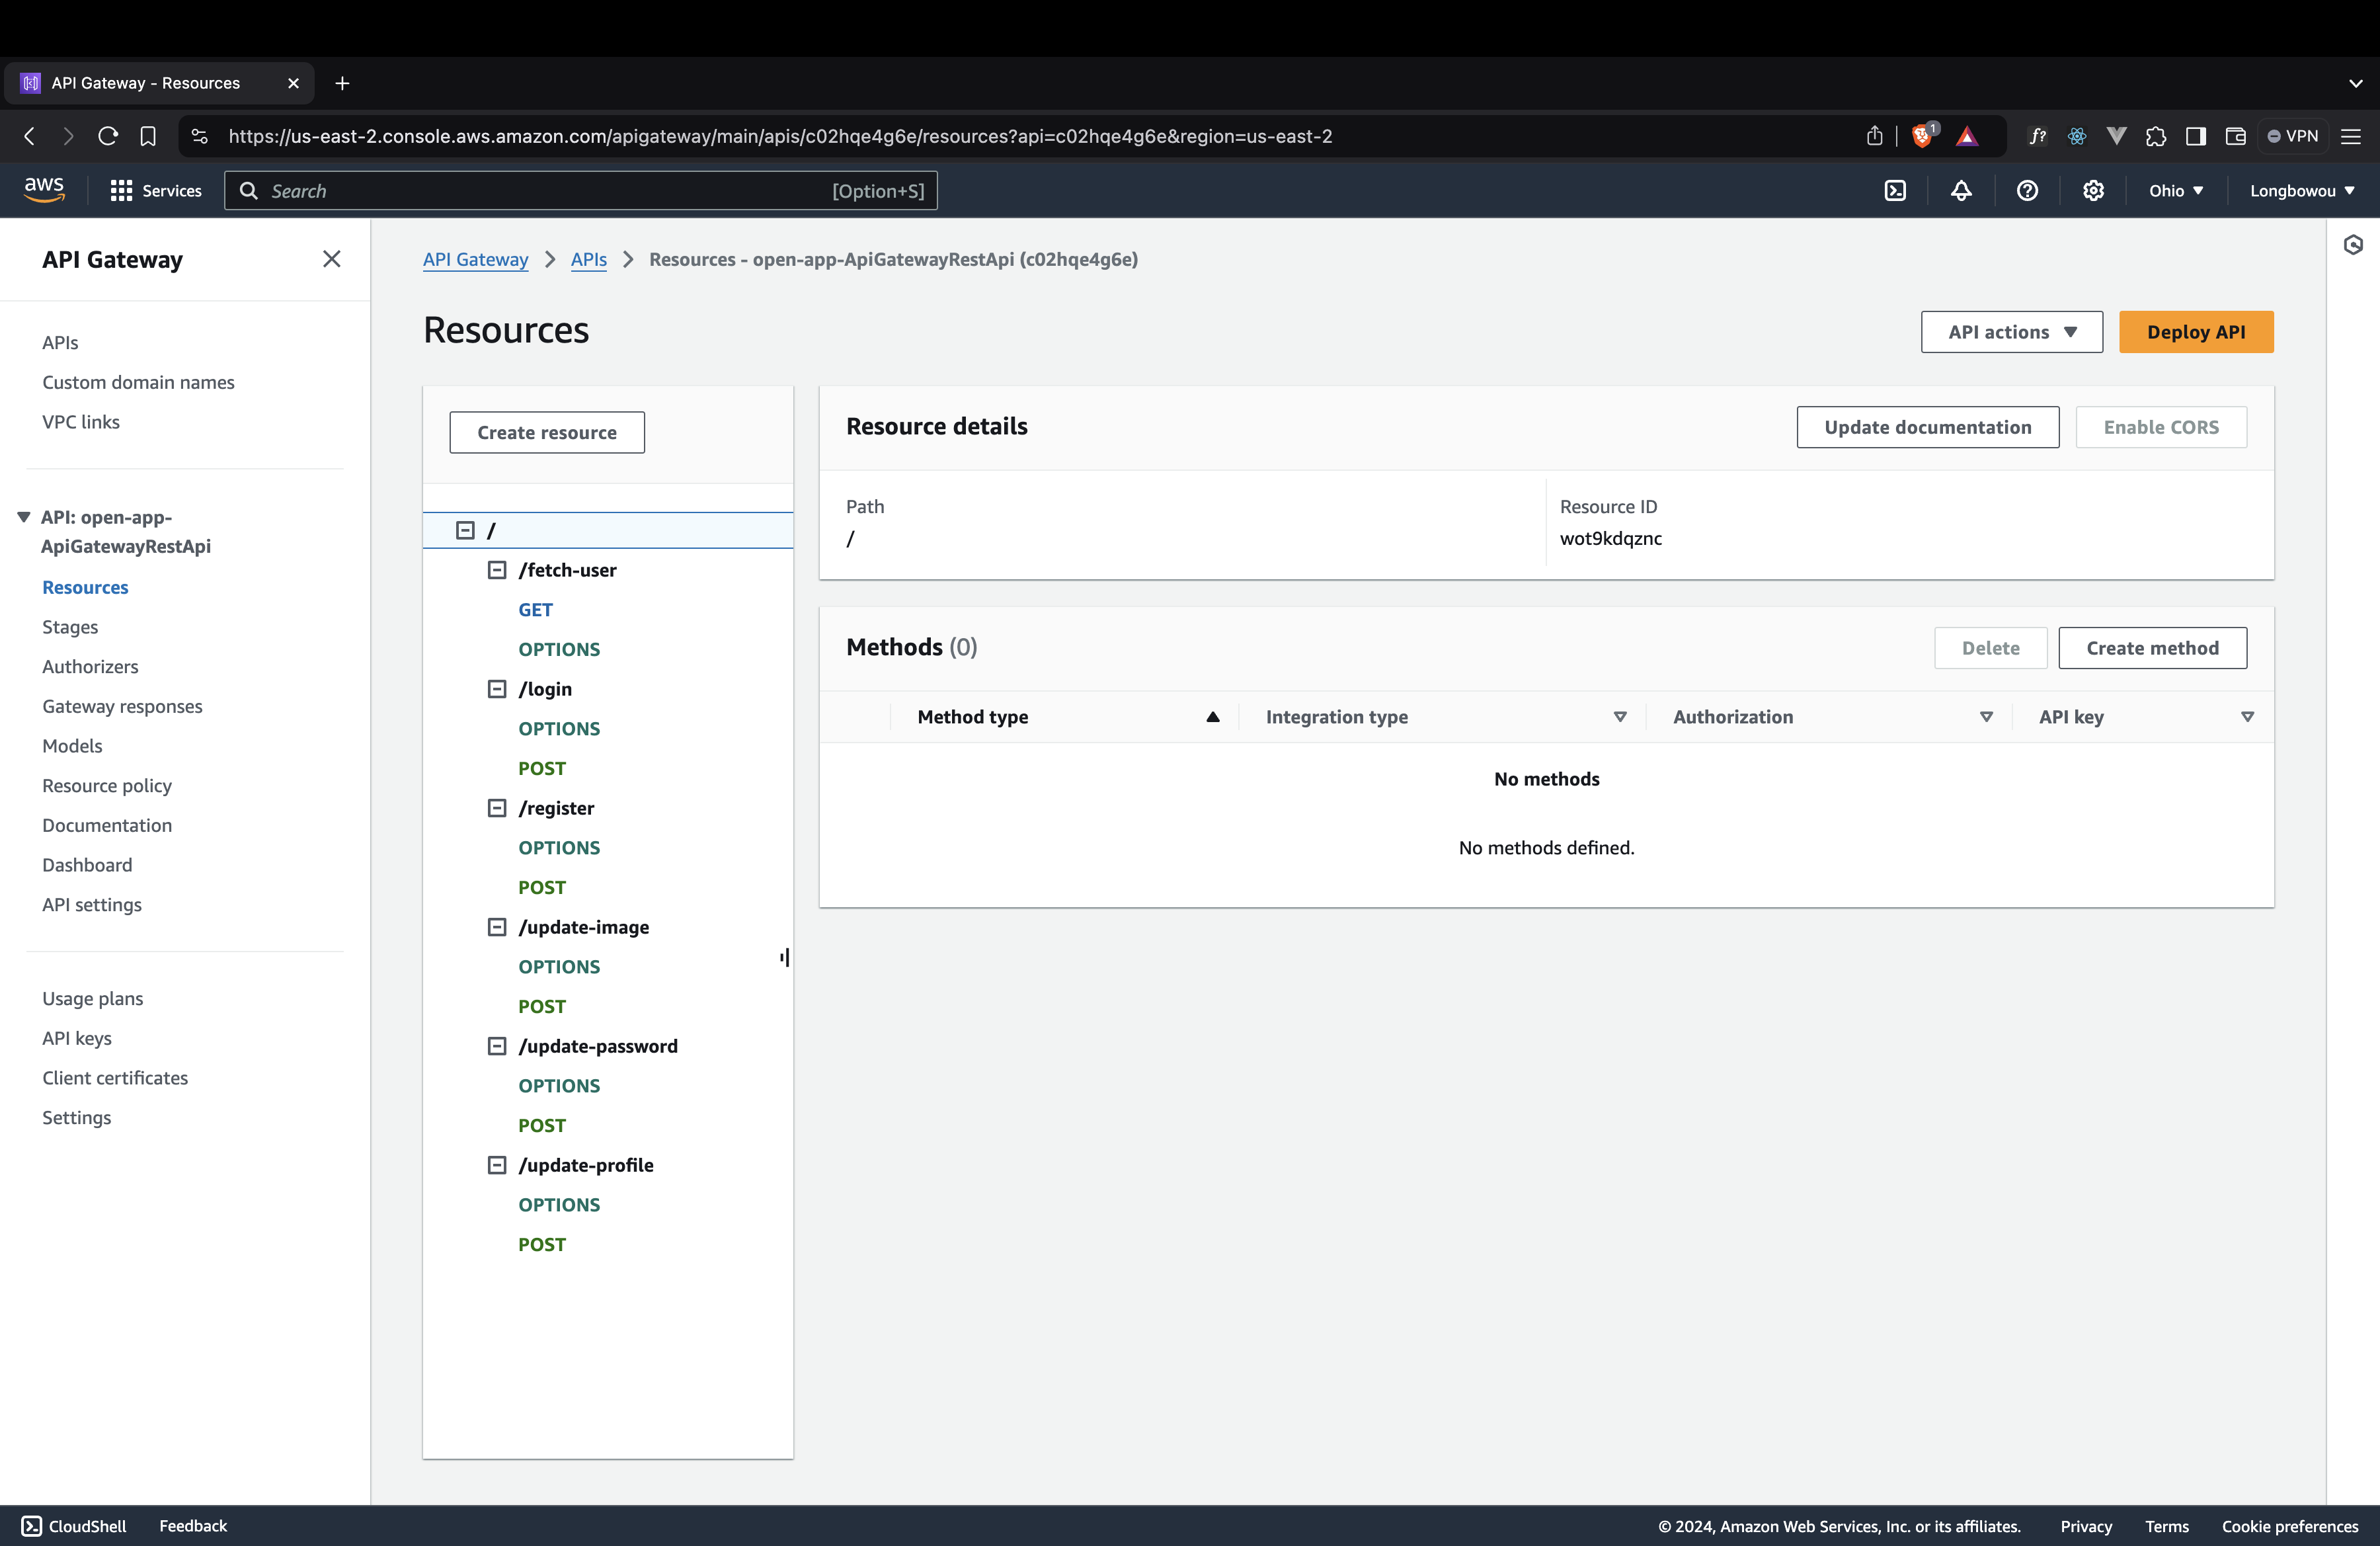 API Gateway - Resources
https://us-east-2.console.aws.amazon.com/apigateway/main/apis/c02hqe4g6e/resources?api=c02hqe4g6e&region=us-east-2
1
f?
VPN
aws
Services
Search
[Option+S]
Ohio
Longbowou
API Gateway
APIs
Custom domain names
VPC links
API: open-app-
ApiGatewayRestApi
Resources
Stages
Authorizers
Gateway responses
Models
Resource policy
Documentation
Dashboard
API settings
Usage plans
API keys
Client certificates
Settings
API Gateway > APIs > Resources - open-app-ApiGatewayRestApi (c02hqe4g6e)
Resources
API actions
Deploy API
Create resource
/
/fetch-user
GET
OPTIONS
/login
OPTIONS
POST
/register
OPTIONS
POST
/update-image
OPTIONS
POST
/update-password
OPTIONS
POST
/update-profile
OPTIONS
POST
Resource details
Update documentation
Enable CORS
Path
/
Resource ID
wot9kdqznc
Methods (0)
Delete
Create method
Method type
Integration type
Authorization
API key
No methods
No methods defined.
CloudShell
Feedback
© 2024, Amazon Web Services, Inc. or its affiliates.
Privacy
Terms
Cookie preferences